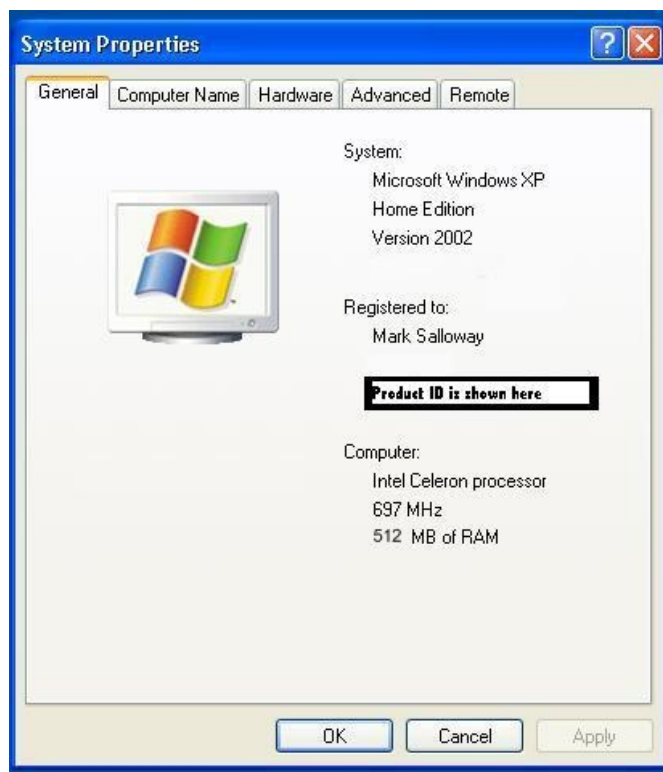 System Properties
?
General Computer Name Hardware Advanced Remote
System:
Microsoft Windows XP
Home Edition
Version 2002
Registered to:
Mark Salloway
Product ID is shown here
Computer:
Intel Celeron processor
697 MHz
512 MB of RAM
OK Cancel Apply